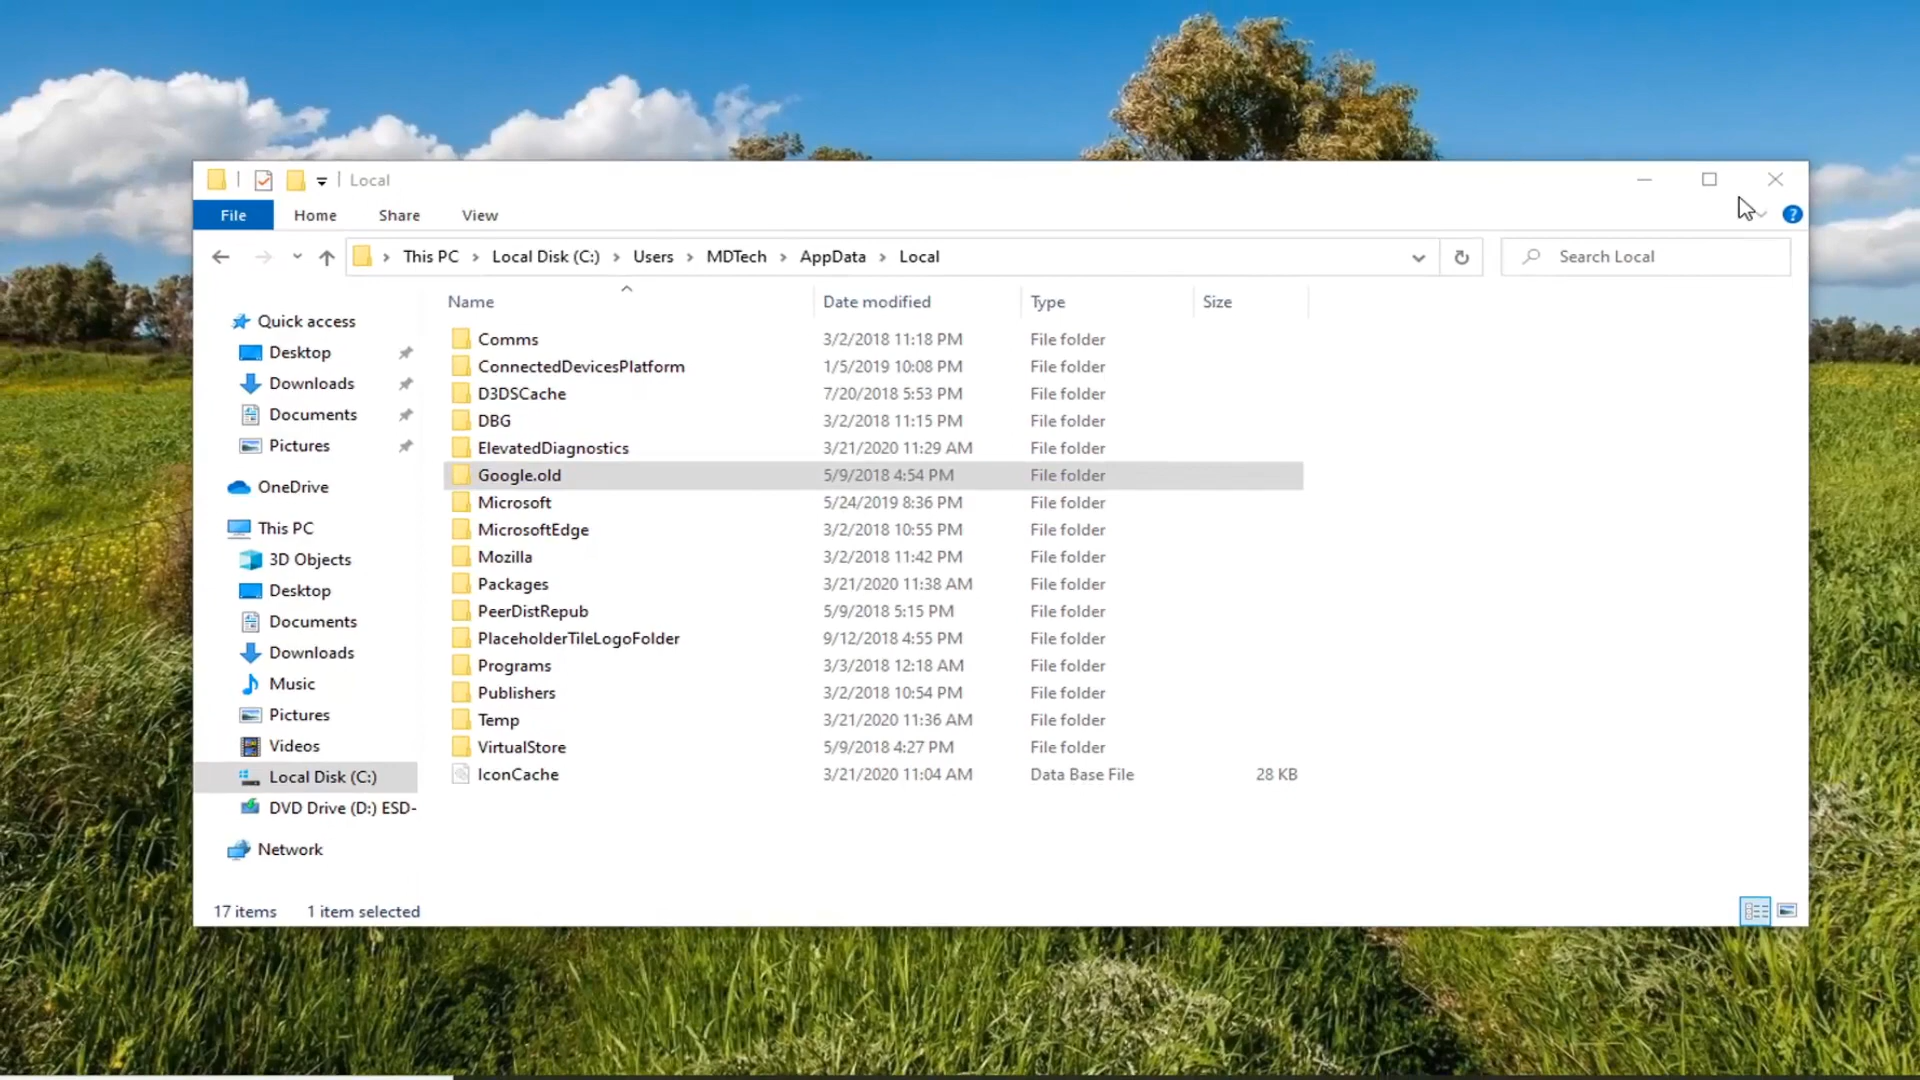 Local
File Home Share View
This PC Local Disk (C:) Users MDTech AppData Local Search Local
Name Date modified Type Size
Quick access
Desktop
Downloads
Documents
Pictures
OneDrive
This PC
3D Objects
Desktop
Documents
Downloads
Music
Pictures
Videos
Local Disk (C:)
DVD Drive (D:) ESD-
Network
Comms 3/2/2018 11:18 PM File folder
ConnectedDevicesPlatform 1/5/2019 10:08 PM File folder
D3DSCache 7/20/2018 5:53 PM File folder
DBG 3/2/2018 11:15 PM File folder
ElevatedDiagnostics 3/21/2020 11:29 AM File folder
Google.old 5/9/2018 4:54 PM File folder
Microsoft 5/24/2019 8:36 PM File folder
MicrosoftEdge 3/2/2018 10:55 PM File folder
Mozilla 3/2/2018 11:42 PM File folder
Packages 3/21/2020 11:38 AM File folder
PeerDistRepub 5/9/2018 5:15 PM File folder
PlaceholderTileLogoFolder 9/12/2018 4:55 PM File folder
Programs 3/3/2018 12:18 AM File folder
Publishers 3/2/2018 10:54 PM File folder
Temp 3/21/2020 11:36 AM File folder
VirtualStore 5/9/2018 4:27 PM File folder
IconCache 3/21/2020 11:04 AM Data Base File 28 KB
17 items 1 item selected